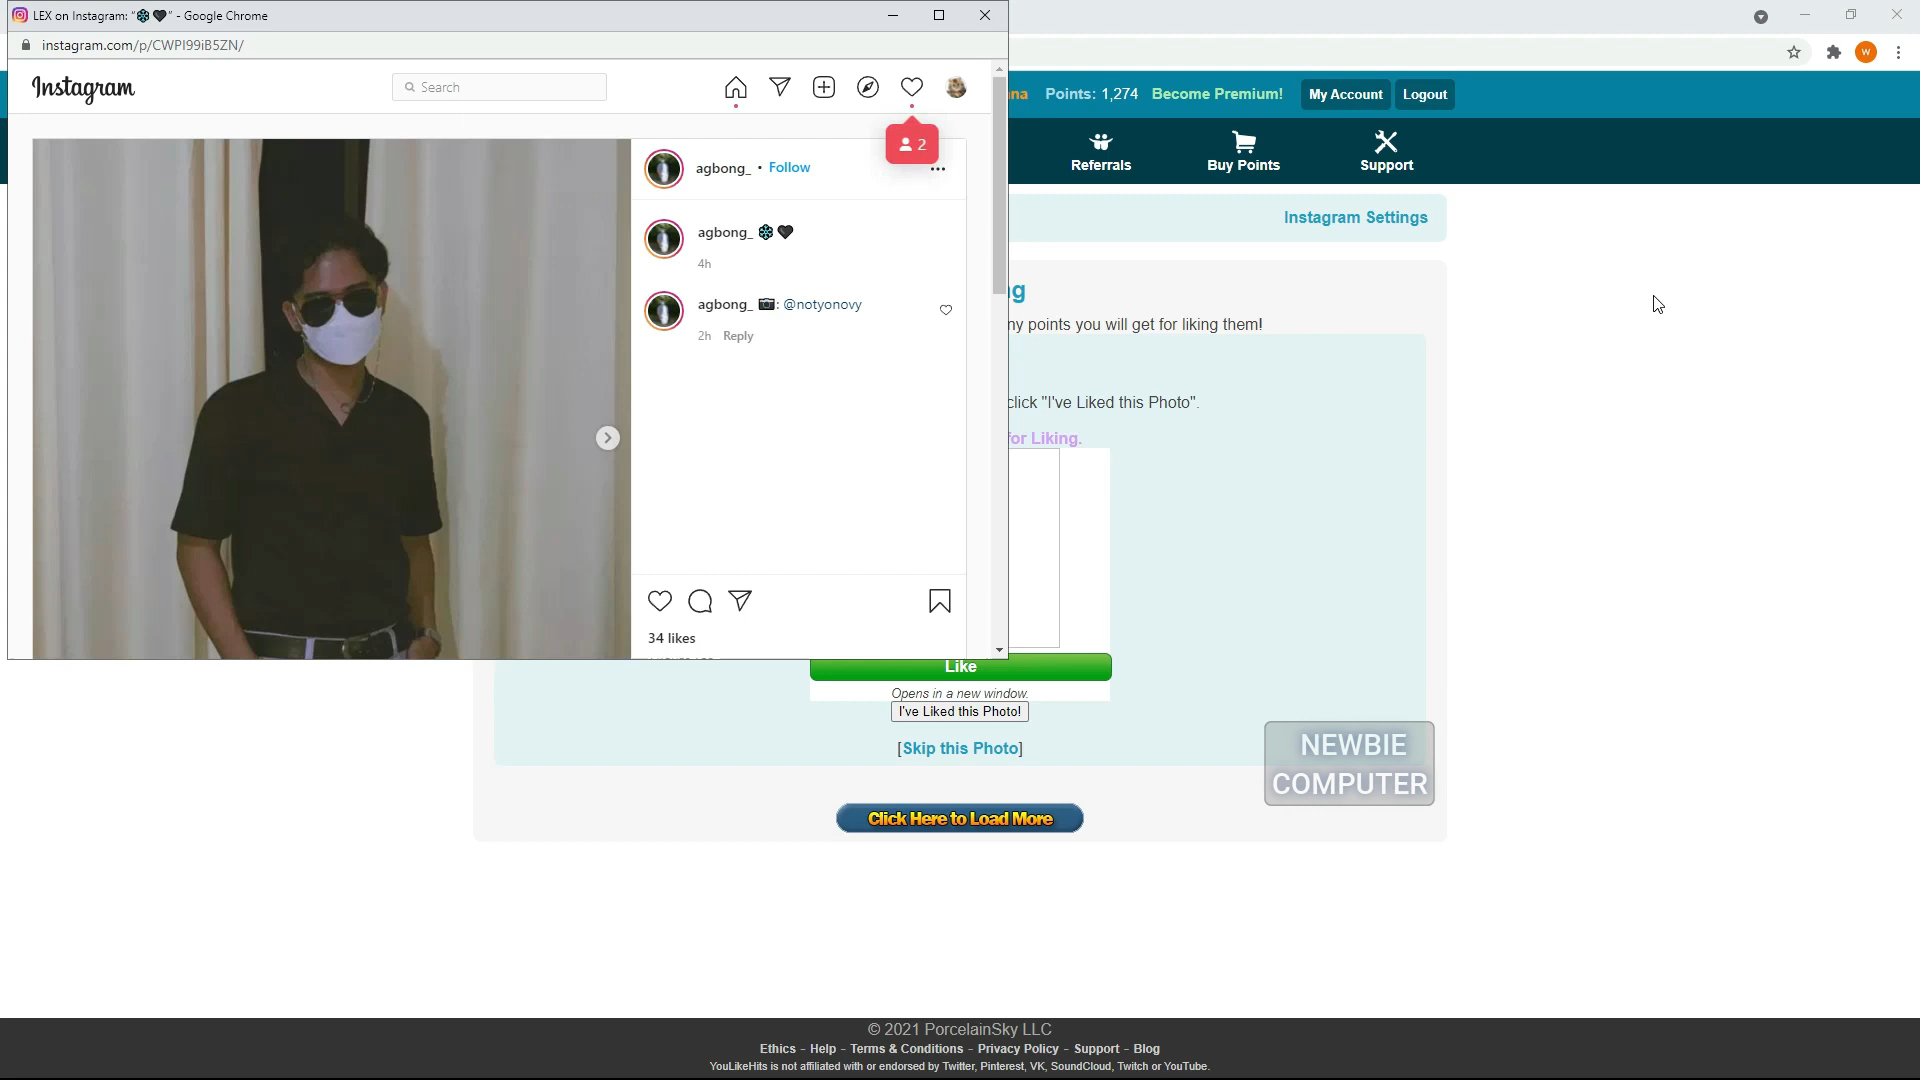 LEX on Instagram: "🏵🖤" - Google Chrome
instagram.com/p/CWPI99iB5ZN/
W
Instagram
Search
Points: 1,274 Become Premium! My Account Logout
2
Referrals
Buy Points
Support
agbong_ • Follow
Instagram Settings
agbong_ 🏵🖤
4h
agbong_ 📷: @notyonovy
2h Reply
points you will get for liking them!
click "I've Liked this Photo".
for Liking.
34 likes
Like
Opens in a new window.
I've Liked this Photo!
[Skip this Photo]
NEWBIE
COMPUTER
Click Here to Load More
© 2021 PorcelainSky LLC
Ethics - Help - Terms & Conditions - Privacy Policy - Support - Blog
YouLikeHits is not affiliated with or endorsed by Twitter, Pinterest, VK, SoundCloud, Twitch or YouTube.